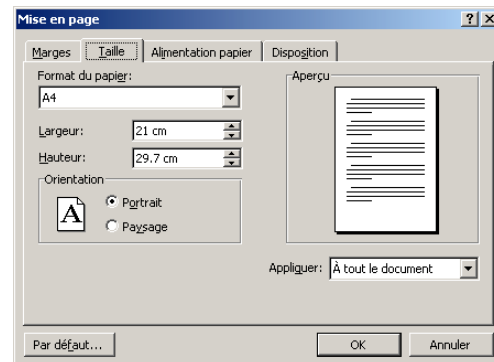 Mise en page
Marges Taille Alimentation papier Disposition
Format du papier:
A4
Largeur: 21 cm
Hauteur: 29.7 cm
Orientation
A
Portrait
Paysage
Aperçu
Appliquer: À tout le document
Par défaut... OK Annuler